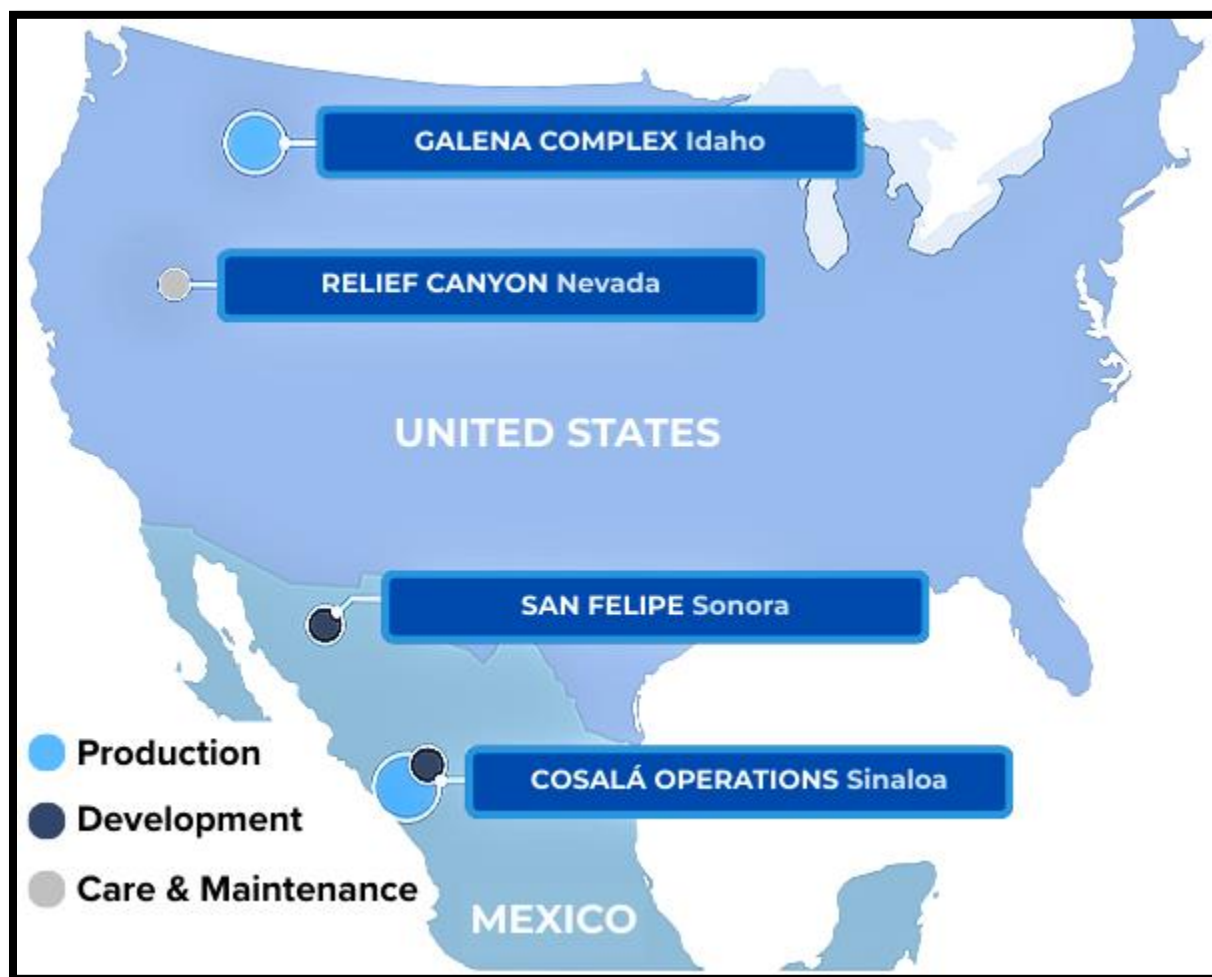 GALENA COMPLEX Idaho
RELIEF CANYON Nevada
UNITED STATES
SAN FELIPE Sonora
COSALÁ OPERATIONS Sinaloa
Production
Development
Care & Maintenance
MEXICO